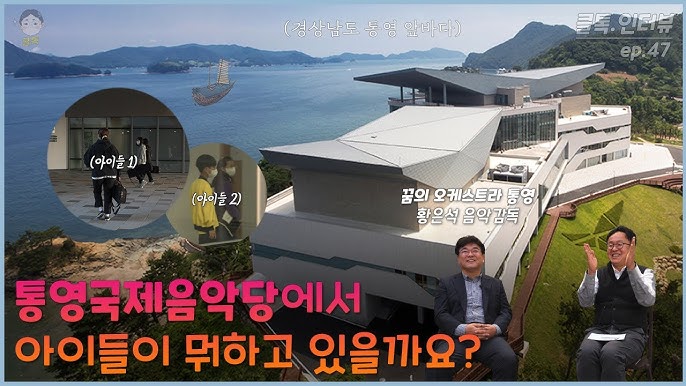 (경상남도 통영 앞바다)
클톡. 인터뷰
ep.47
(아이들 1)
(아이들 2)
꿈의 오케스트라 통영
황은석 음악감독
통영국제음악당에서
아이들이 뭐하고 있을까요?